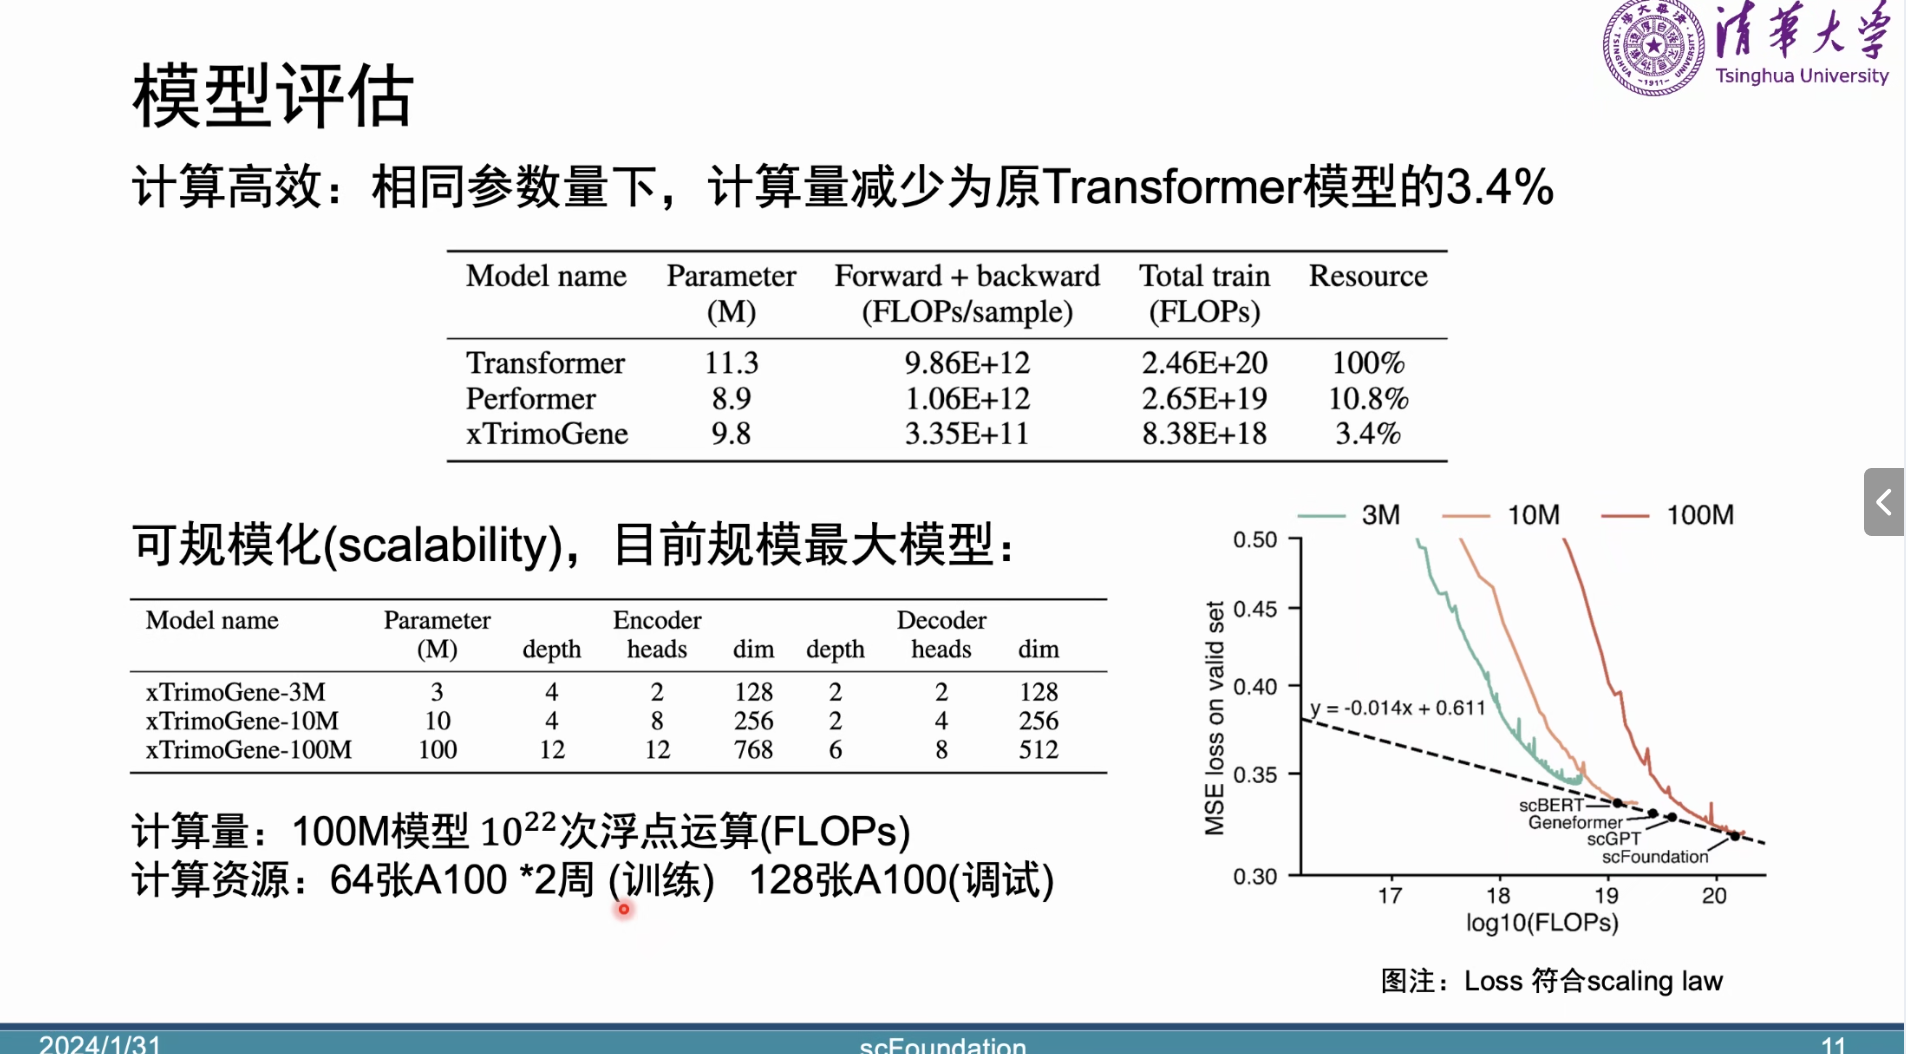 清华大学
Tsinghua University
模型评估
计算高效：相同参数量下，计算量减少为原Transformer模型的3.4%
Model name Parameter Forward + backward Total train Resource
(M) (FLOPs/sample) (FLOPs)
Transformer 11.3 9.86E+12 2.46E+20 100%
Performer 8.9 1.06E+12 2.65E+19 10.8%
xTrimoGene 9.8 3.35E+11 8.38E+18 3.4%
可规模化(scalability)，目前规模最大模型：
Model name Parameter Encoder Decoder
(M) depth heads dim depth heads dim
xTrimoGene-3M 3 4 2 128 2 2 128
xTrimoGene-10M 10 4 8 256 2 4 256
xTrimoGene-100M 100 12 12 768 6 8 512
计算量：100M模型 10²²次浮点运算(FLOPs)
计算资源：64张A100 *2周 (训练) 128张A100(调试)
3M 10M 100M
MSE loss on valid set
0.50
0.45
0.40
0.35
0.30
y = -0.014x + 0.611
scBERT
Geneformer
scGPT
scFoundation
17 18 19 20
log10(FLOPs)
图注：Loss 符合scaling law
2024/1/31 scFoundation 11